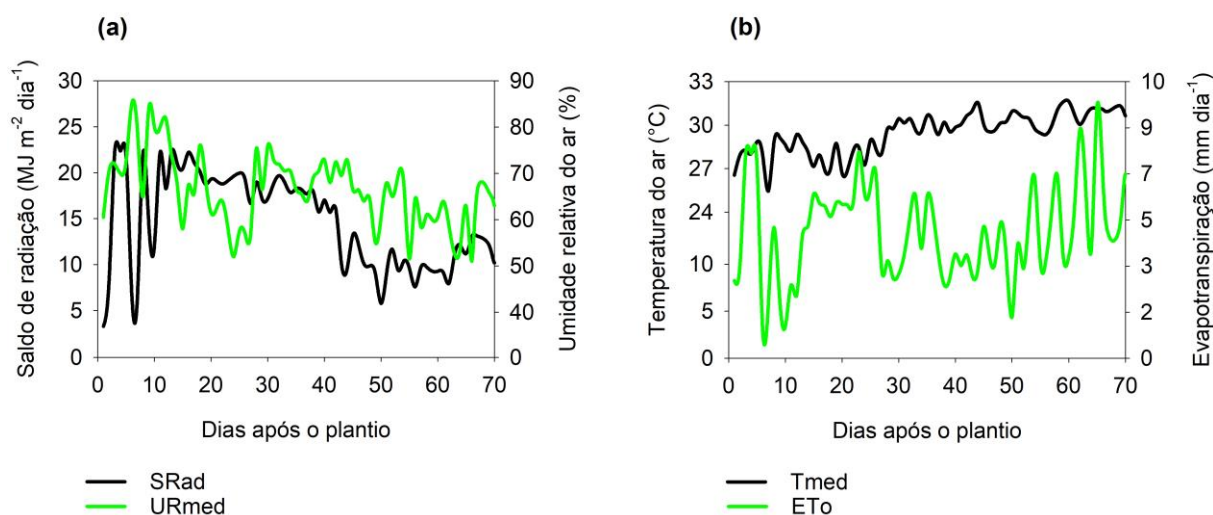 (a)
Saldo de radiação (MJ m⁻² dia⁻¹)
30
25
20
15
10
5
0
90
80
70
60
50
40
0
Umidade relativa do ar (%)
0 10 20 30 40 50 60 70
Dias após o plantio
SRad
URmed
(b)
Temperatura do ar (°C)
33
30
27
24
10
5
0
10
9
8
6
5
3
2
0
Evapotranspiração (mm dia⁻¹)
0 10 20 30 40 50 60 70
Dias após o plantio
Tmed
ETo